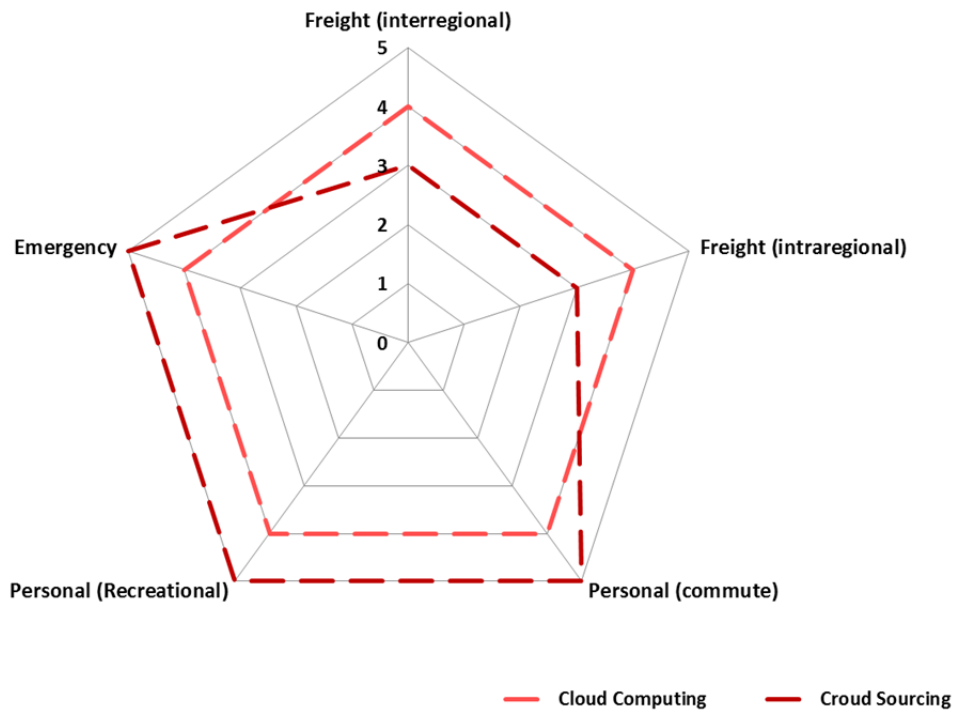 Freight (interregional)
5
4
3
2
1
0
Emergency
Freight (intraregional)
Personal (Recreational)
Personal (commute)
Cloud Computing
Croud Sourcing